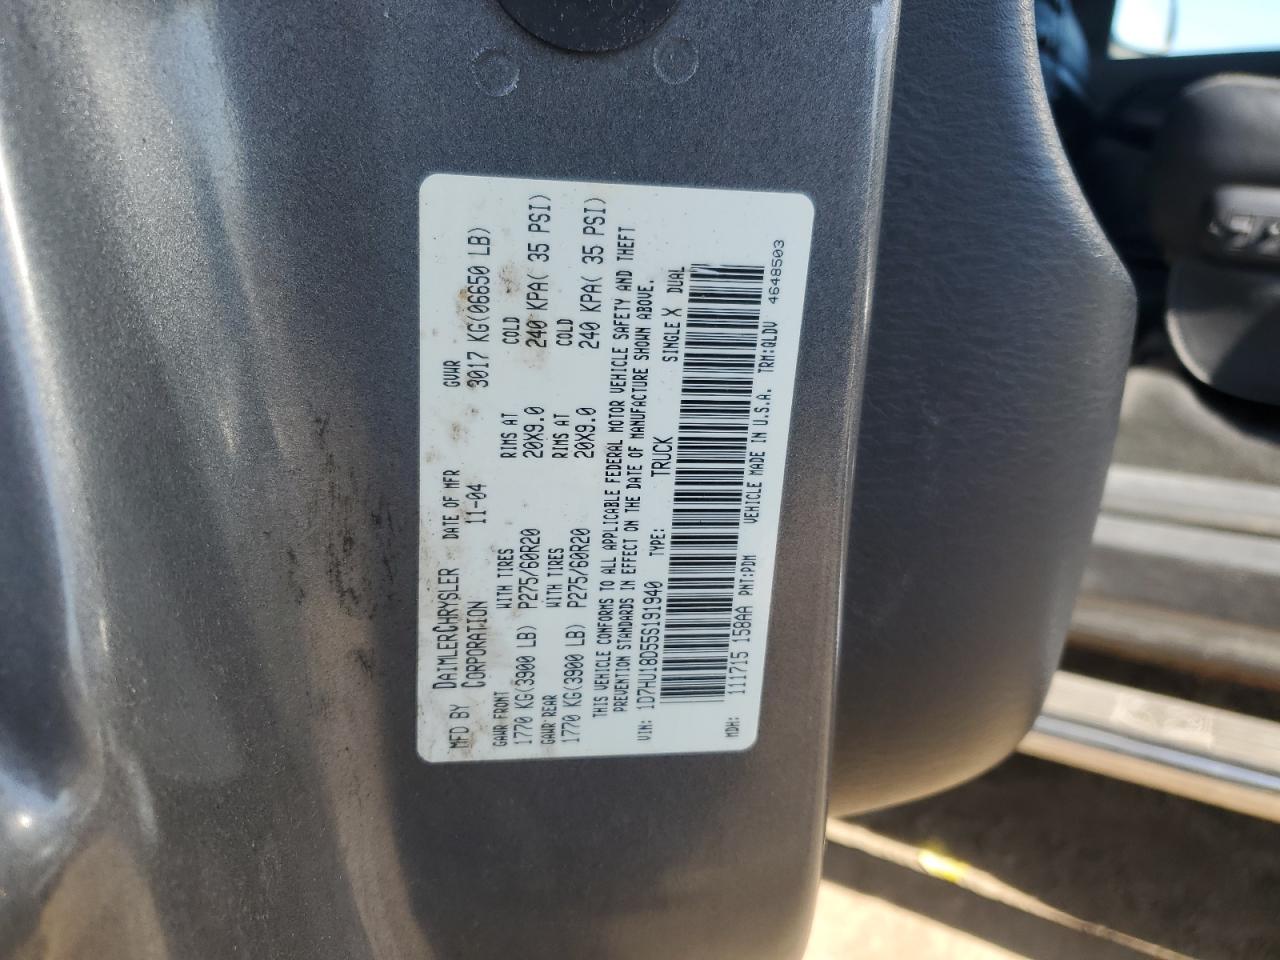 MFD BY DAIMLERCHRYSLER CORPORATION DATE OF MFR 11-04 GVWR 3017 KG(06650 LB)
GAWR FRONT WITH TIRES RIMS AT COLD
1770 KG(3900 LB) P275/60R20 20X9.0 240 KPA( 35 PSI)
GAWR REAR WITH TIRES RIMS AT COLD
1770 KG(3900 LB) P275/60R20 20X9.0 240 KPA( 35 PSI)
THIS VEHICLE CONFORMS TO ALL APPLICABLE FEDERAL MOTOR VEHICLE SAFETY AND THEFT
PREVENTION STANDARDS IN EFFECT ON THE DATE OF MANUFACTURE SHOWN ABOVE.
VIN: 1D7HU18D55S191940 TYPE: TRUCK SINGLE X DUAL
MDH: 111715 158AA PNT:PDM VEHICLE MADE IN U.S.A. TRM:QLDV 4648503